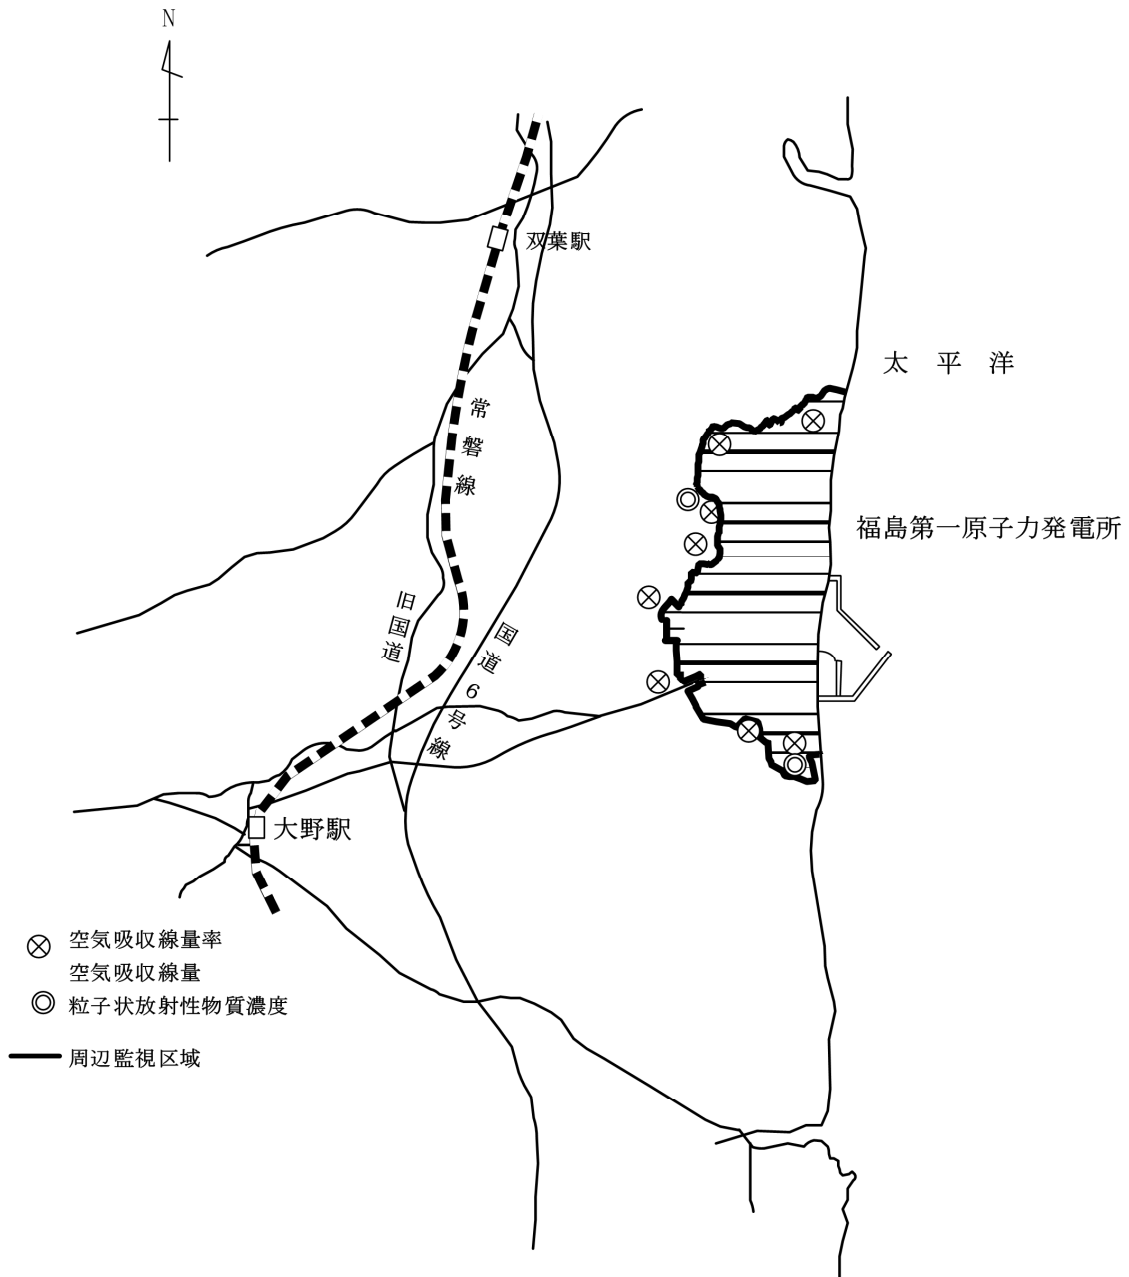 N
双葉駅
太平洋
常磐線
福島第一原子力発電所
旧国道
国道6号線
大野駅
空気吸収線量率
空気吸収線量
粒子状放射性物質濃度
周辺監視区域